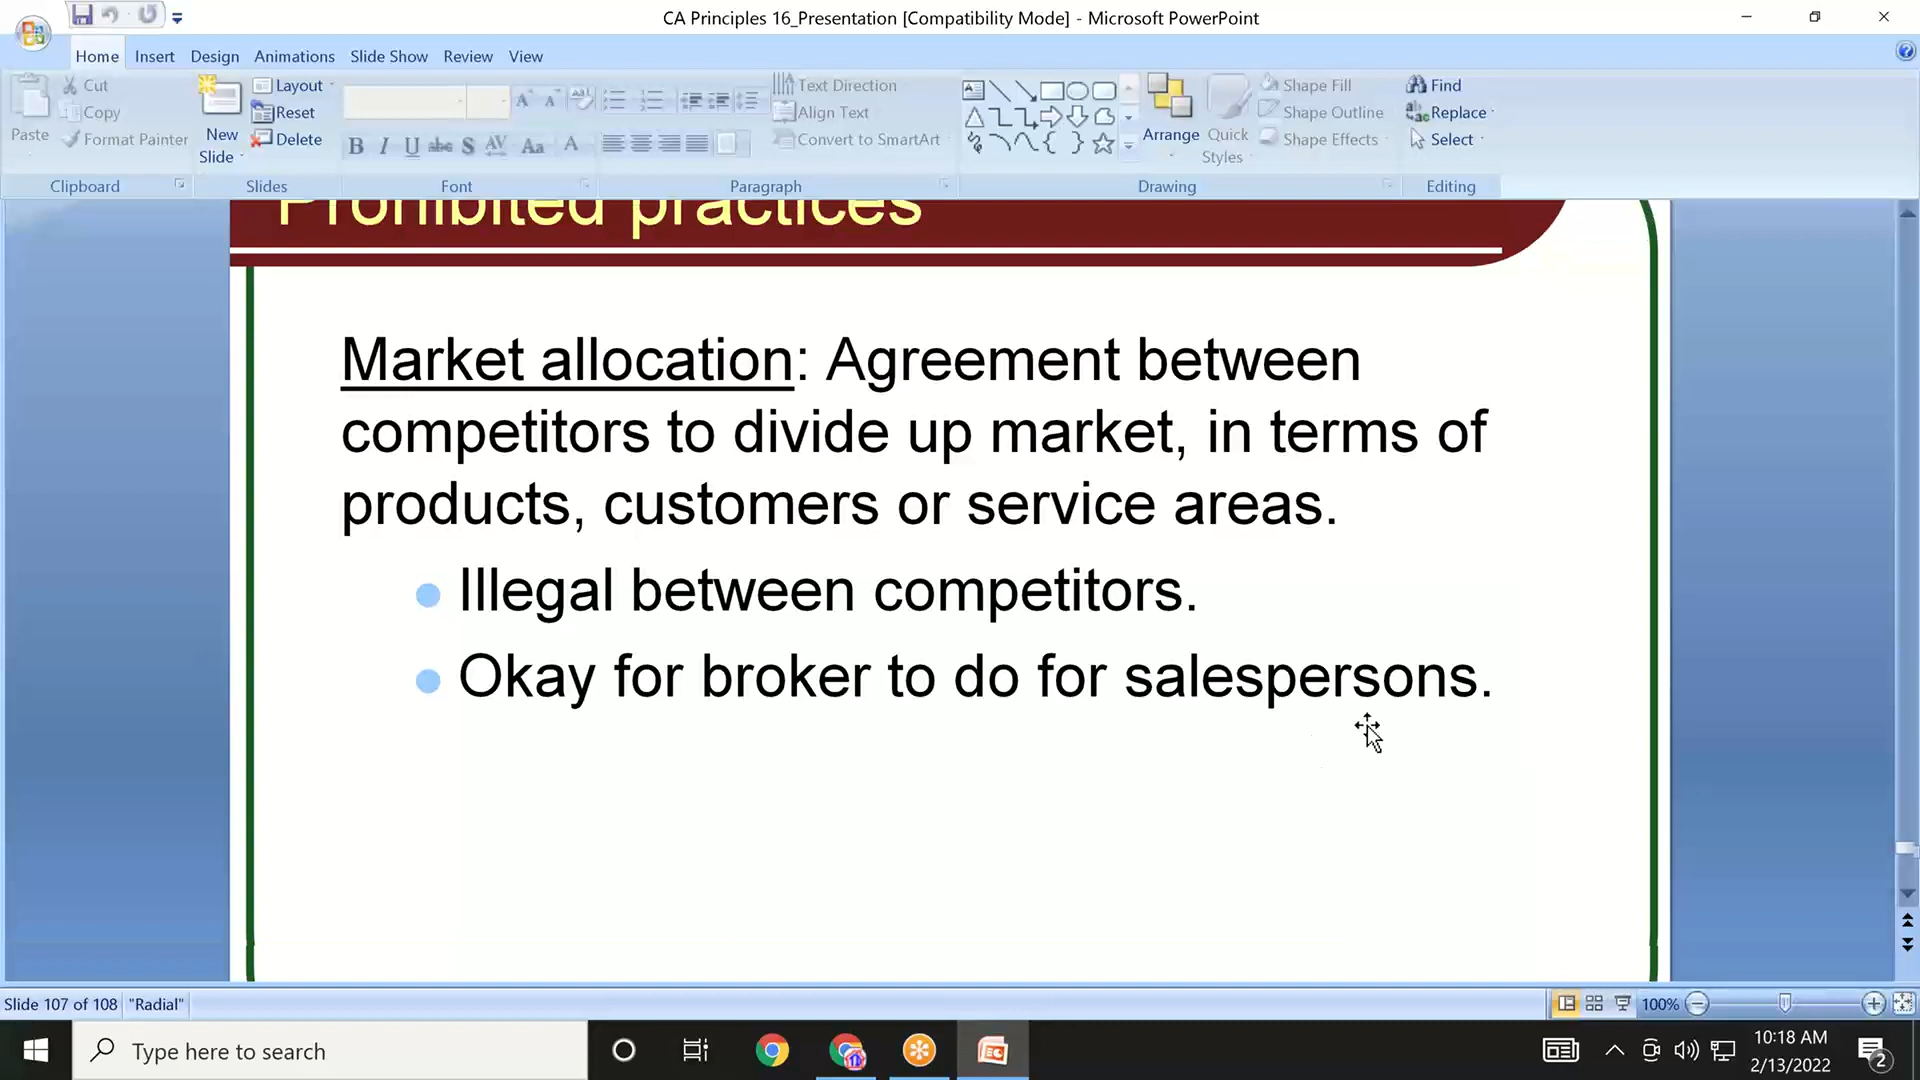 CA Principles 16_Presentation [Compatibility Mode] - Microsoft PowerPoint
Home Insert Design Animations Slide Show Review View
Paste
Cut
Copy
Format Painter
Clipboard
New Slide
Layout
Reset
Delete
Slides
B I U abc S AV Aa A
Font
Text Direction
Align Text
Convert to SmartArt
Paragraph
Arrange
Quick Styles
Shape Fill
Shape Outline
Shape Effects
Drawing
Find
Replace
Select
Editing
Prohibited practices
Market allocation: Agreement between
competitors to divide up market, in terms of
products, customers or service areas.
Illegal between competitors.
Okay for broker to do for salespersons.
Slide 107 of 108 "Radial" 100%
Type here to search
10:18 AM
2/13/2022
2